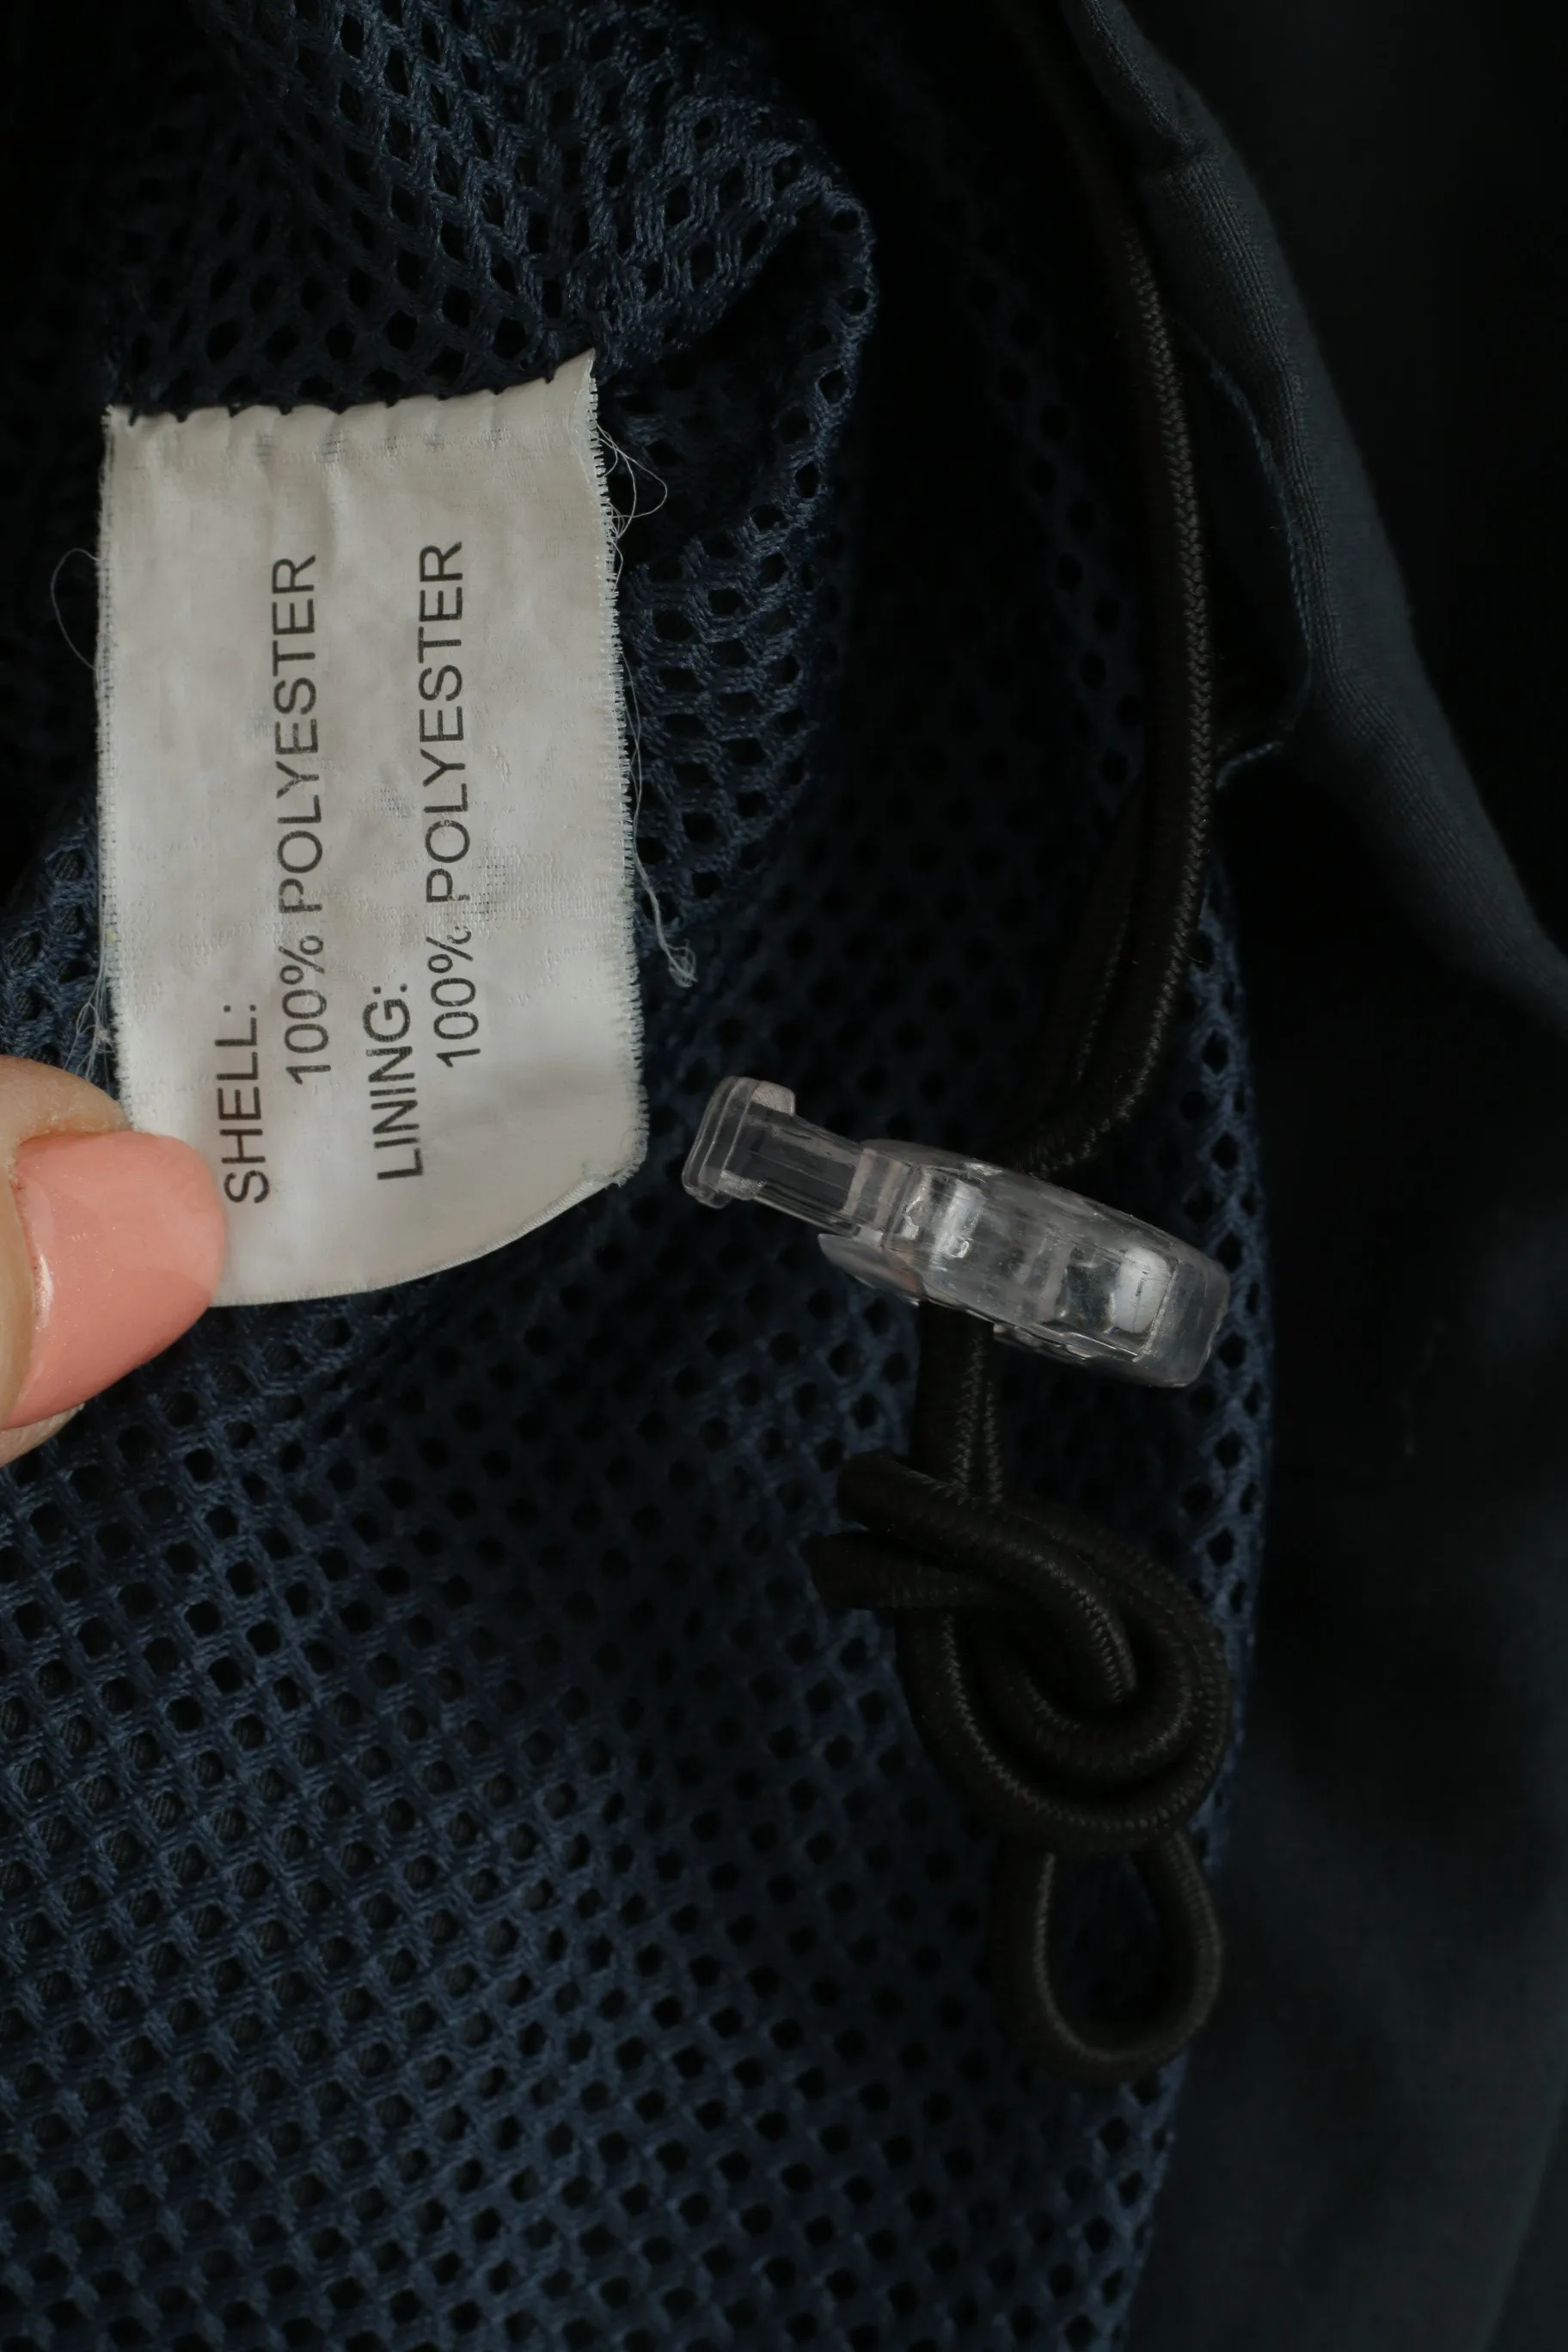 SHELL:
100% POLYESTER
LINING:
100% POLYESTER